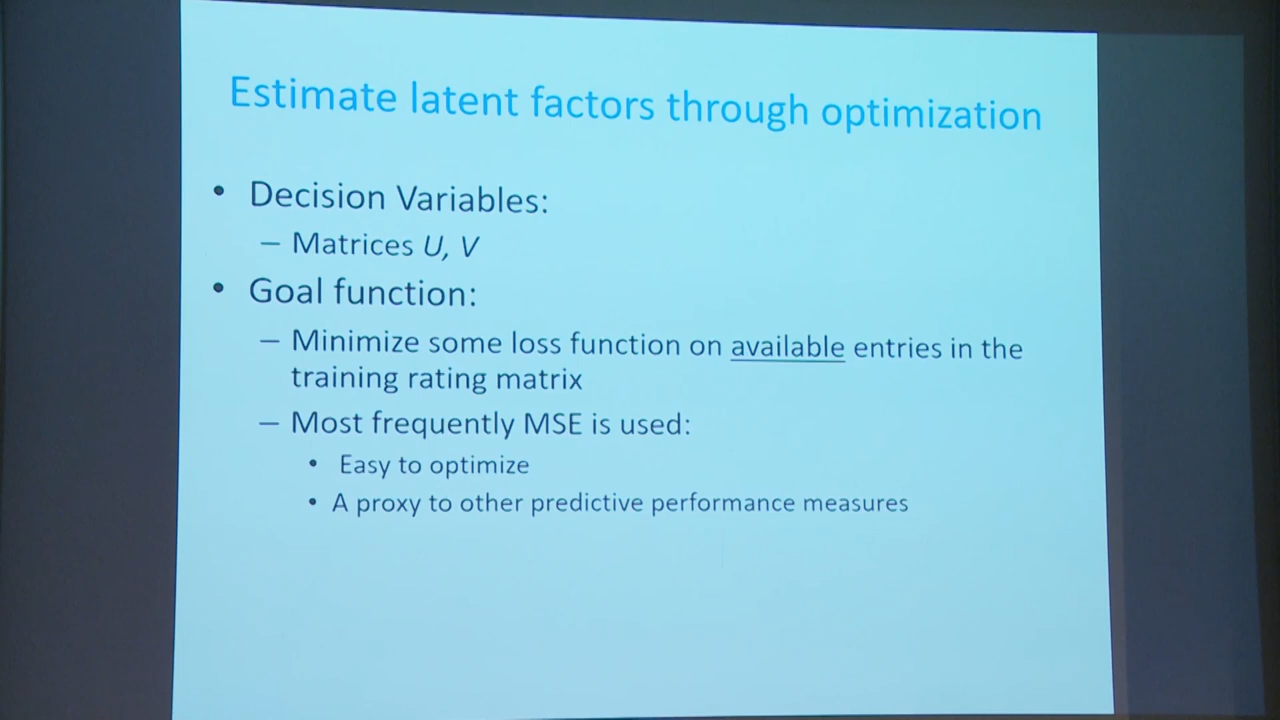 Estimate latent factors through optimization
• Decision Variables:
– Matrices U, V
• Goal function:
– Minimize some loss function on available entries in the
training rating matrix
– Most frequently MSE is used:
• Easy to optimize
• A proxy to other predictive performance measures